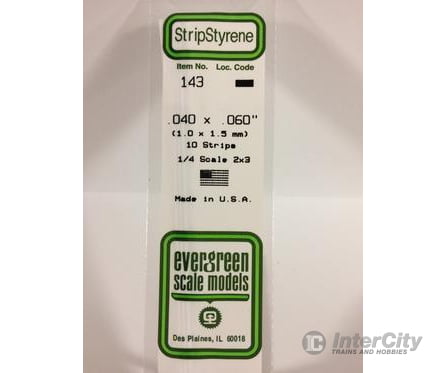 StripStyrene
Item No. Loc. Code
143
.040 x .060"
(1.0 x 1.5 mm)
10 Strips
1/4 Scale 2x3
Made in U.S.A.
evergreen
scale models
Des Plaines, IL 60018
IC InterCity
TRAINS AND HOBBIES